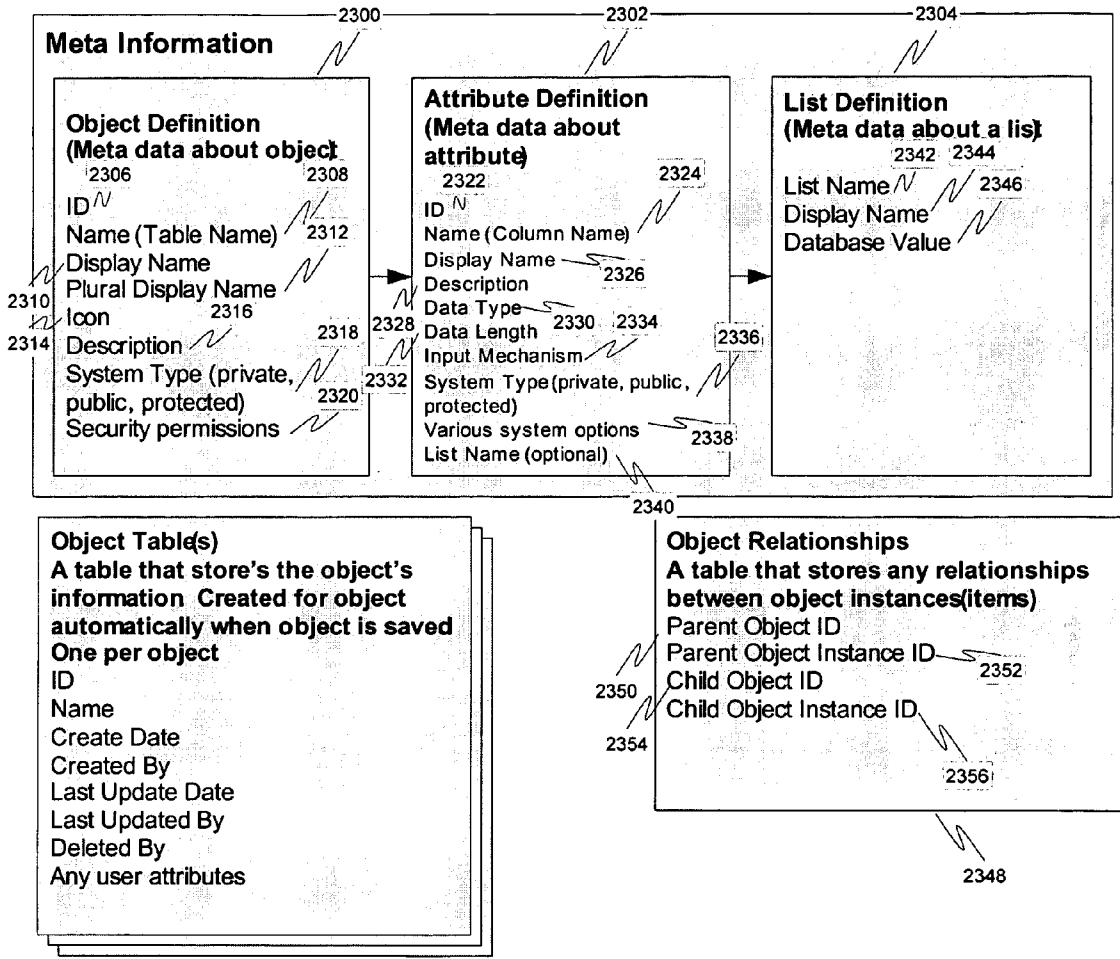 2300
2302
2304
Meta Information
Object Definition
(Meta data about object)
2306
2308
ID
2312
Name (Table Name)
Display Name
Plural Display Name
2310
2316
Icon
2314
2318
Description
System Type (private,
2320
public, protected)
Security permissions
Attribute Definition
(Meta data about
attribute)
2322
2324
ID
Name (Column Name)
Display Name
2326
Description
Data Type
2330
2334
2328
Data Length
2336
Input Mechanism
2332
System Type (private, public,
protected)
Various system options
2338
List Name (optional)
2340
List Definition
(Meta data about a list)
2342
2344
List Name
2346
Display Name
Database Value
Object Table(s)
A table that store's the object's
information Created for object
automatically when object is saved
One per object
ID
Name
Create Date
Created By
Last Update Date
Last Updated By
Deleted By
Any user attributes
Object Relationships
A table that stores any relationships
between object instances(items)
Parent Object ID
Parent Object Instance ID
2352
2350
Child Object ID
Child Object Instance ID
2354
2356
2348